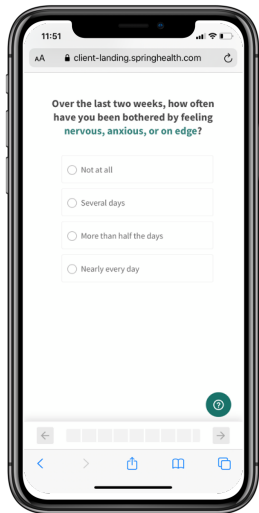 11:51
AA client-landing.springhealth.com
Over the last two weeks, how often
have you been bothered by feeling
nervous, anxious, or on edge?
Not at all
Several days
More than half the days
Nearly every day
?